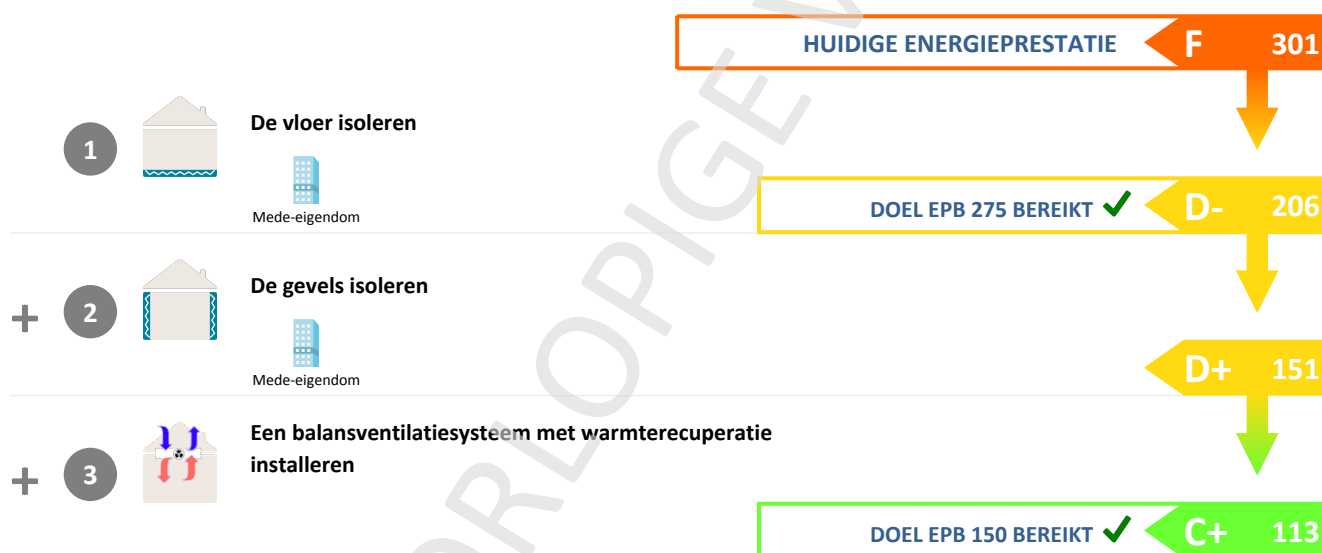 HUIDIGE ENERGIEPRESTATIE F 301
1 De vloer isoleren
Mede-eigendom
DOEL EPB 275 BEREIKT ✓ D- 206
+ 2 De gevels isoleren
Mede-eigendom
D+ 151
+ 3 Een balansventilatiesysteem met warmterecuperatie
installeren
DOEL EPB 150 BEREIKT ✓ C+ 113
ORLOPIGE V